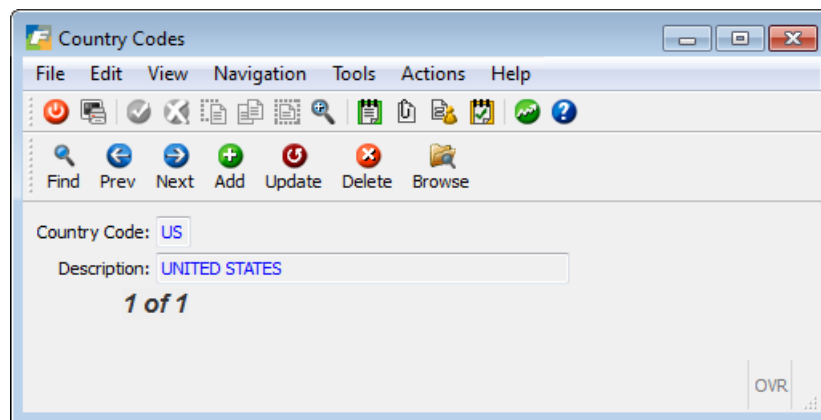 Country Codes
File Edit View Navigation Tools Actions Help
Find Prev Next Add Update Delete Browse
Country Code: US
Description: UNITED STATES
1 of 1
OVR